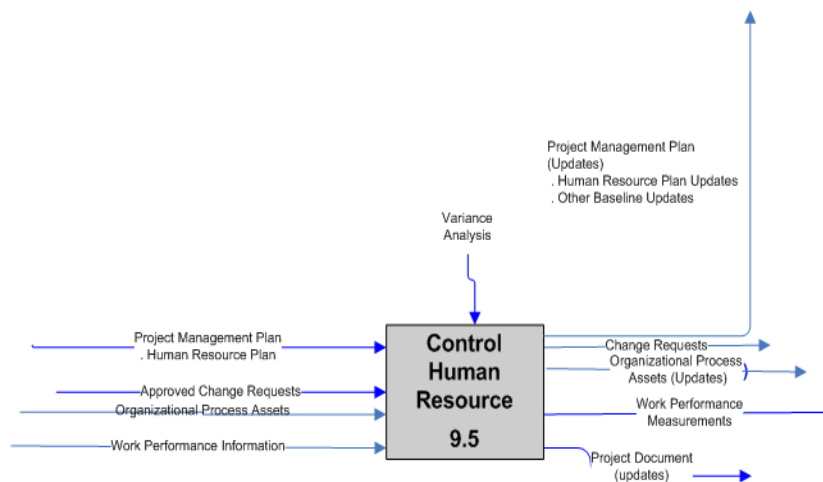 Project Management Plan
(Updates)
. Human Resource Plan Updates
. Other Baseline Updates
Variance
Analysis
Project Management Plan
. Human Resource Plan
Approved Change Requests
Organizational Process Assets
Work Performance Information
Control
Human
Resource
9.5
Change Requests
Organizational Process
Assets (Updates)
Work Performance
Measurements
Project Document
(updates)